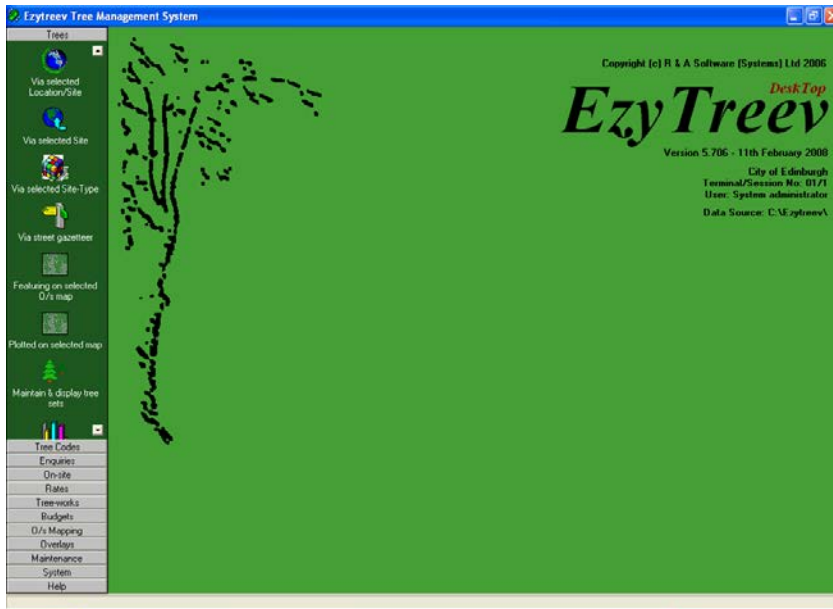 Ezytreev Tree Management System
Trees
Via selected
Location/Site
Via selected Site
Via selected Site-Type
Via street gazetteer
Featuring on selected
O/s map
Plotted on selected map
Maintain & display tree
sets
Tree Codes
Enquiries
On-site
Rates
Tree-works
Budgets
O/s Mapping
Overlays
Maintenance
System
Help
Copyright (c) R & A Software (Systems) Ltd 2006
DeskTop
EzyTreev
Version 5.706 - 11th February 2008
City of Edinburgh
Terminal/Session No: 01/1
User: System administrator
Data Source: C:\Ezytreev\